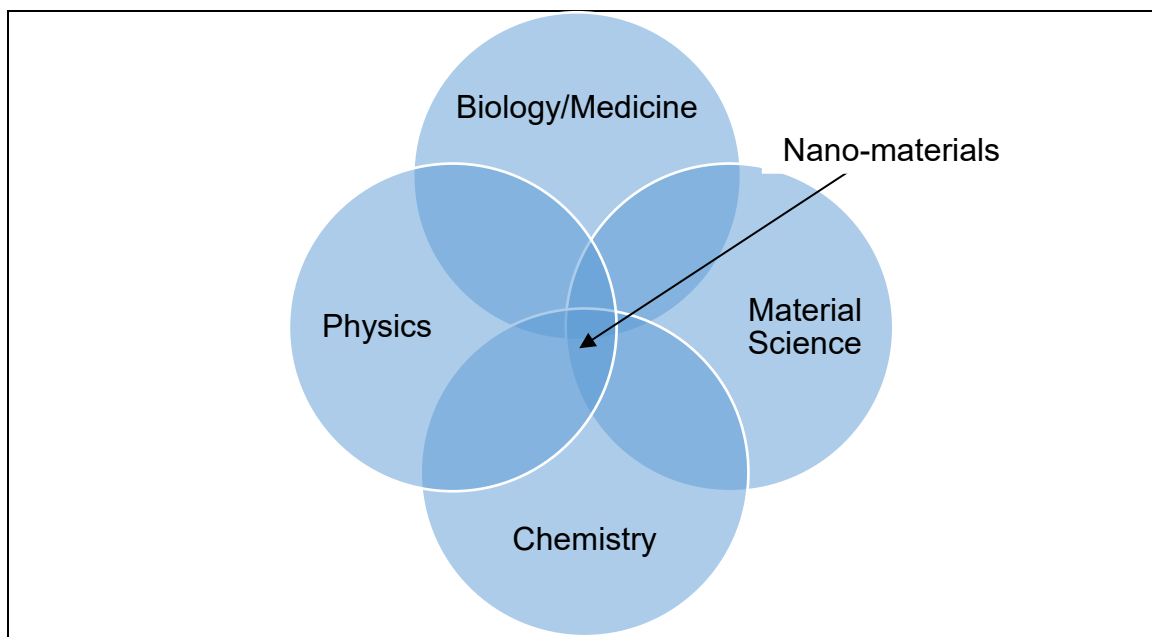 Biology/Medicine
Nano-materials
Physics
Material
Science
Chemistry